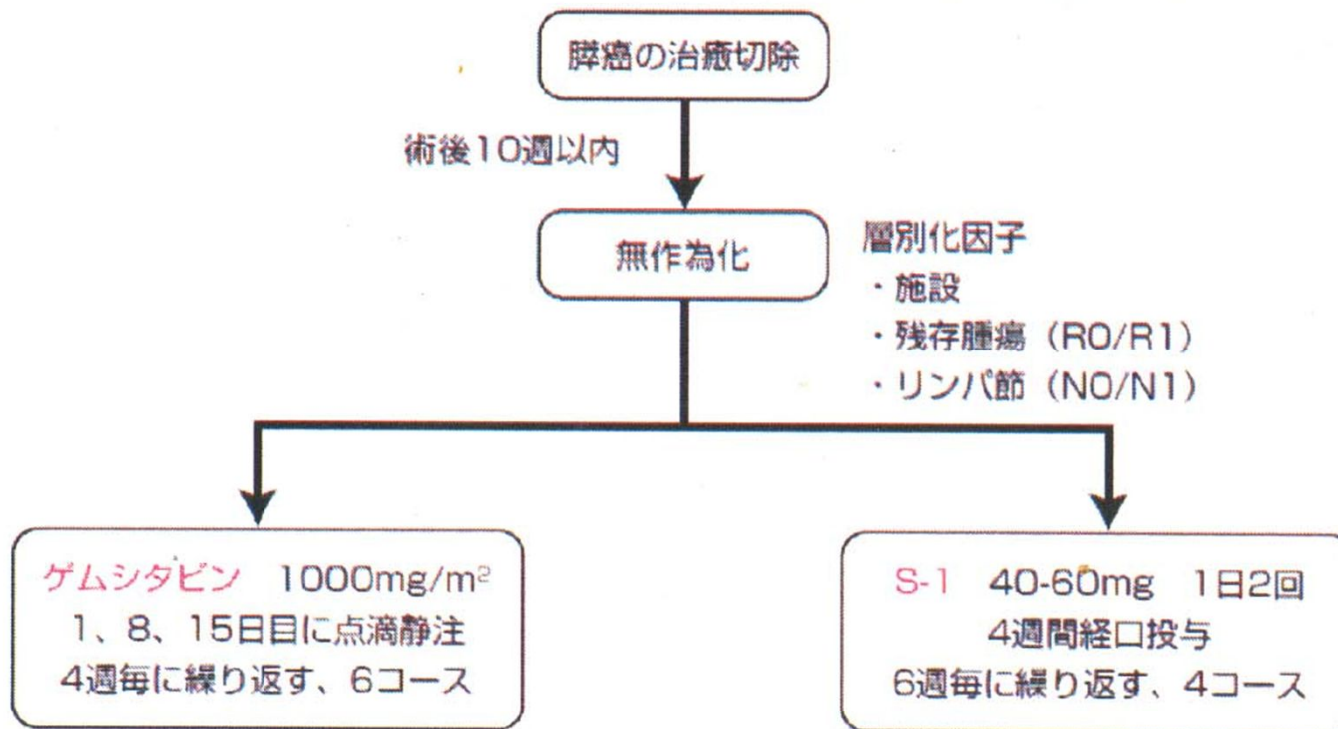 膵癌の治癒切除
術後10週以内
無作為化
層別化因子
・施設
・残存腫瘍（R0/R1）
・リンパ節（N0/N1）
ゲムシタビン　1000mg/m²
1、8、15日目に点滴静注
4週毎に繰り返す、6コース
S-1　40-60mg　1日2回
4週間経口投与
6週毎に繰り返す、4コース